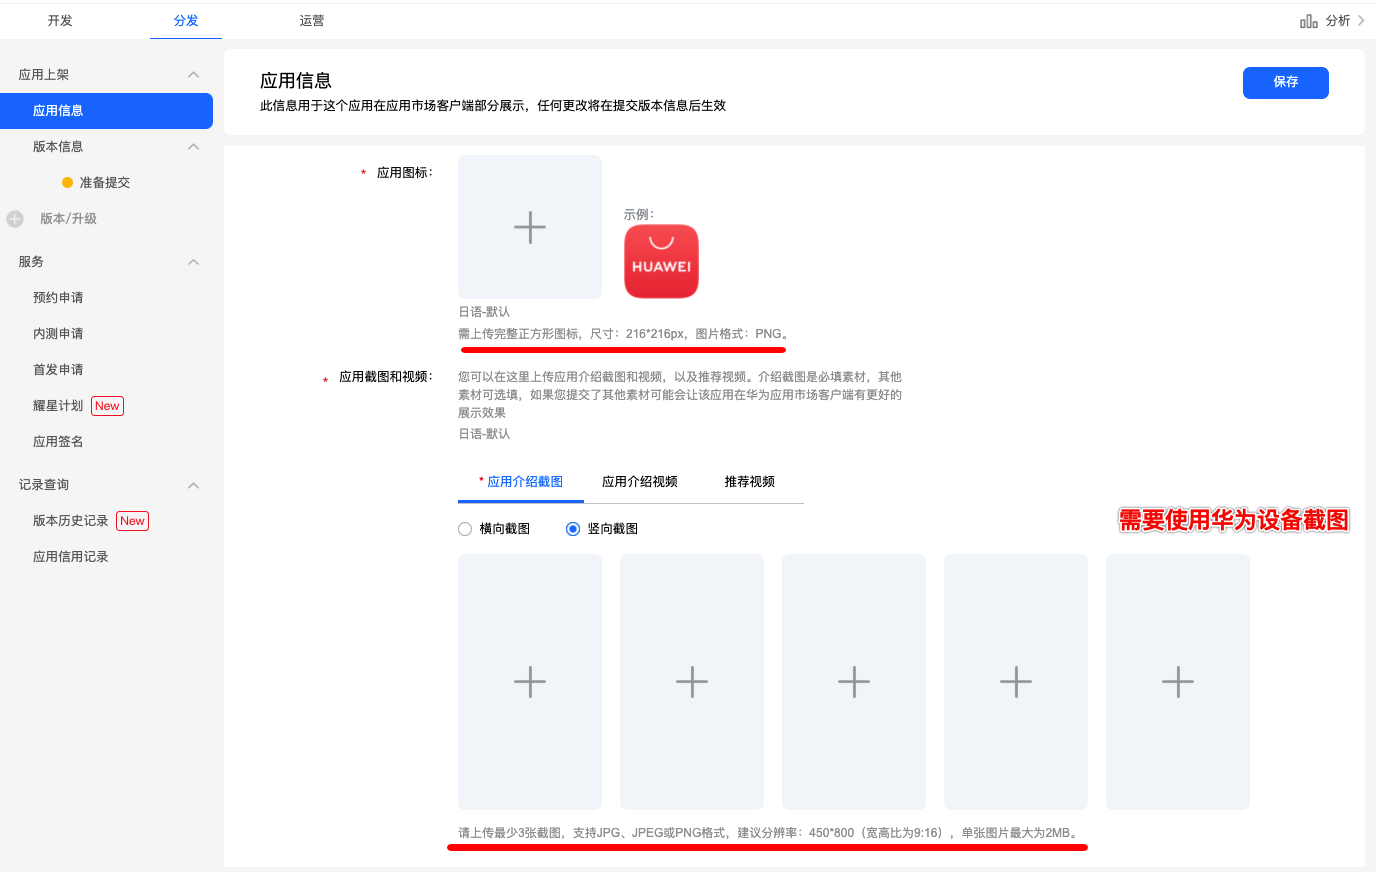 开发
分发
运营
分析
应用上架
应用信息
版本信息
准备提交
版本/升级
服务
预约申请
内测申请
首发申请
耀星计划 New
应用签名
记录查询
版本历史记录 New
应用信用记录
应用信息
此信息用于这个应用在应用市场客户端部分展示，任何更改将在提交版本信息后生效
保存
* 应用图标：
示例：
HUAWEI
日语-默认
需上传完整正方形图标，尺寸：216*216px，图片格式：PNG。
* 应用截图和视频：
您可以在这里上传应用介绍截图和视频，以及推荐视频。介绍截图是必填素材，其他
素材可选填，如果您提交了其他素材可能会让该应用在华为应用市场客户端有更好的
展示效果
日语-默认
* 应用介绍截图
应用介绍视频
推荐视频
横向截图
竖向截图
需要使用华为设备截图
请上传最少3张截图，支持JPG、JPEG或PNG格式，建议分辨率：450*800（宽高比为9:16），单张图片最大为2MB。